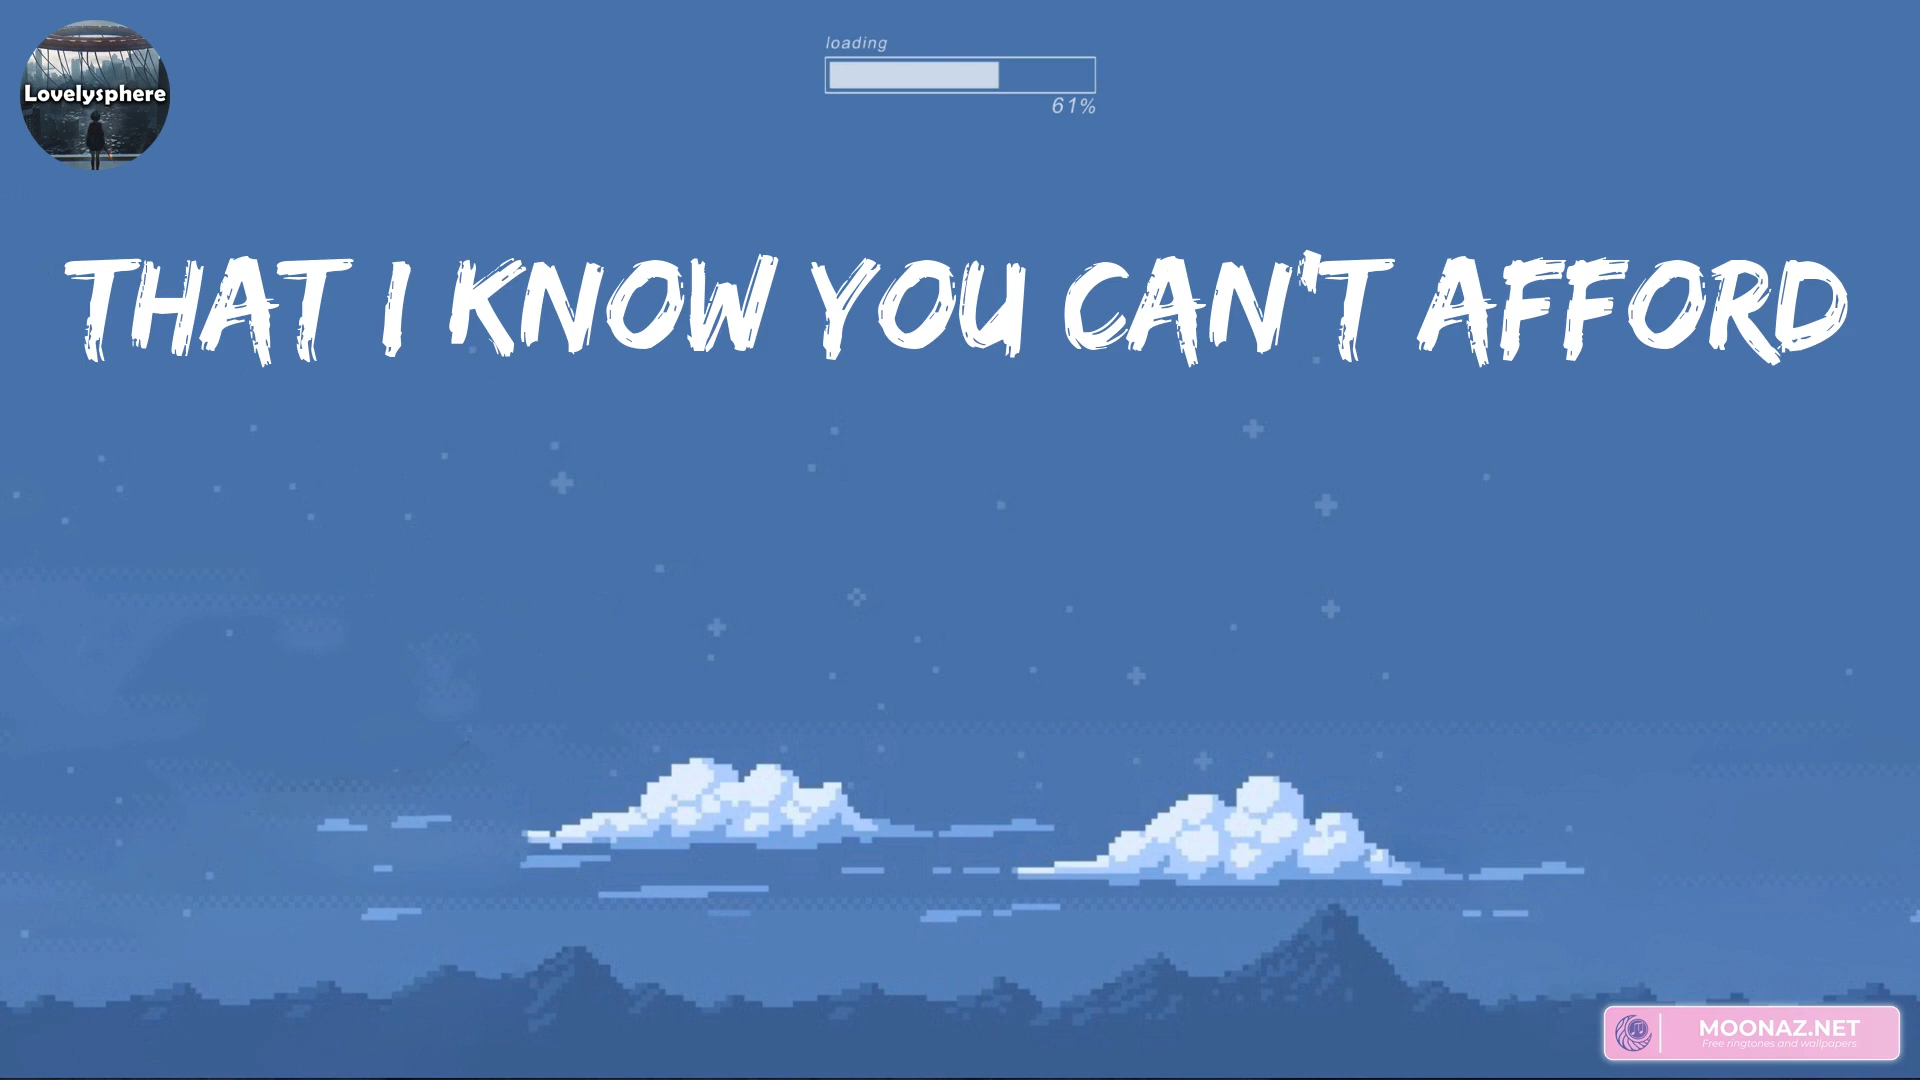 Lovelysphere
loading
61%
THAT I KNOW YOU CAN'T AFFORD
MOONAZ.NET
Free ringtones and wallpapers